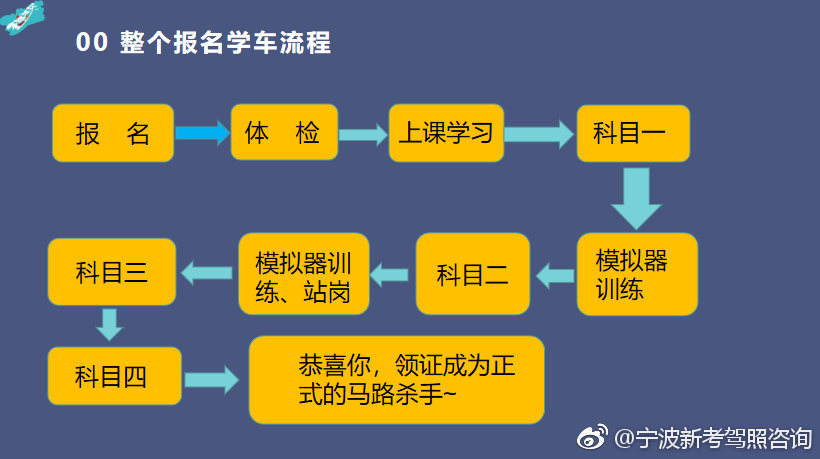 00 整个报名学车流程
报 名
体 检
上课学习
科目一
模拟器
训练
科目二
模拟器训
练、站岗
科目三
科目四
恭喜你，领证成为正
式的马路杀手~
@宁波新考驾照咨询